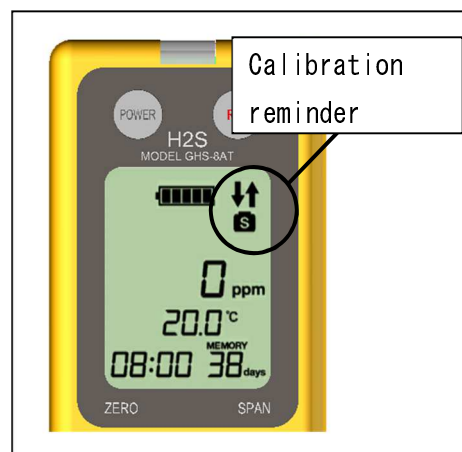 Calibration
reminder
POWER
R
H2S
MODEL GHS-8AT
S
0 ppm
20.0 °C
MEMORY
08:00 38 days
ZERO SPAN